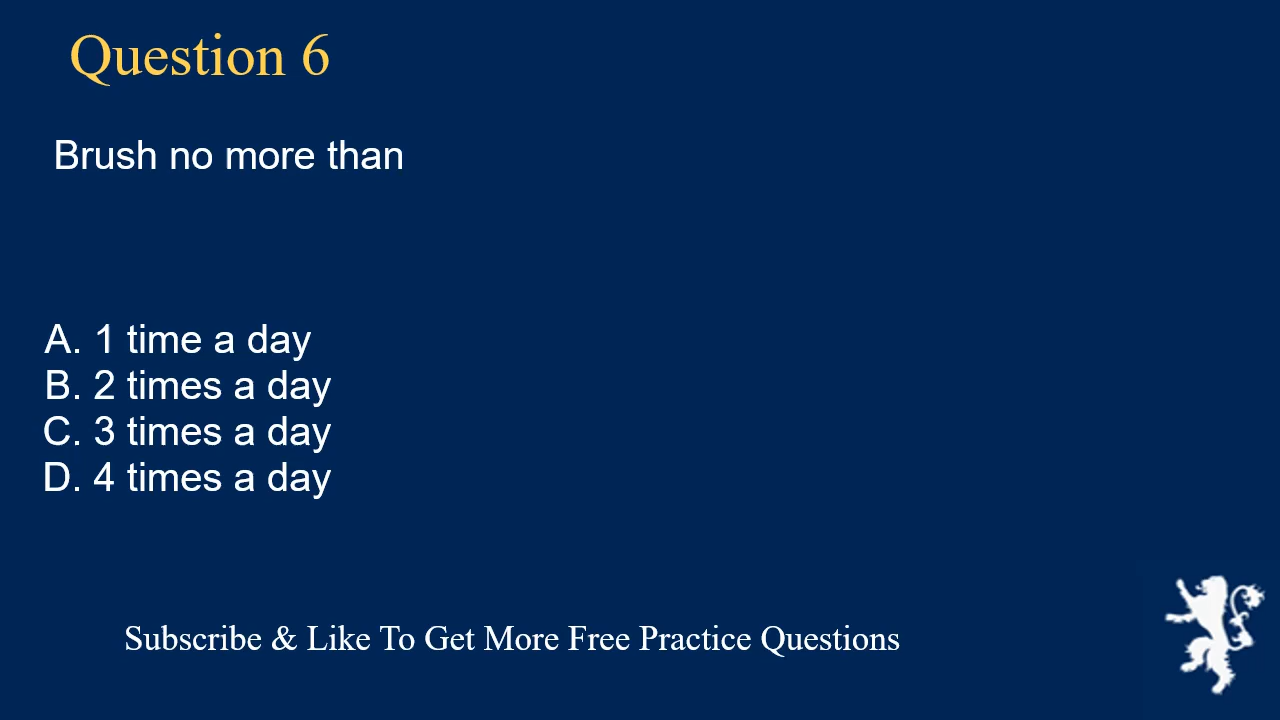 Question 6
Brush no more than
A. 1 time a day
B. 2 times a day
C. 3 times a day
D. 4 times a day
Subscribe & Like To Get More Free Practice Questions